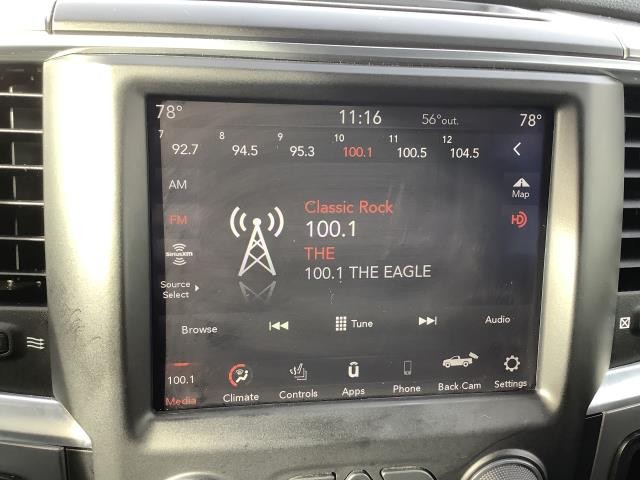 78° 11:16 56°out. 78°
7 8 9 10 11 12
92.7 94.5 95.3 100.1 100.5 104.5
AM
Map
FM
Classic Rock
100.1
THE
100.1 THE EAGLE
HD
SiriusXM
Source
Select
Browse Tune Audio
100.1
Media Climate Controls Apps Phone Back Cam Settings